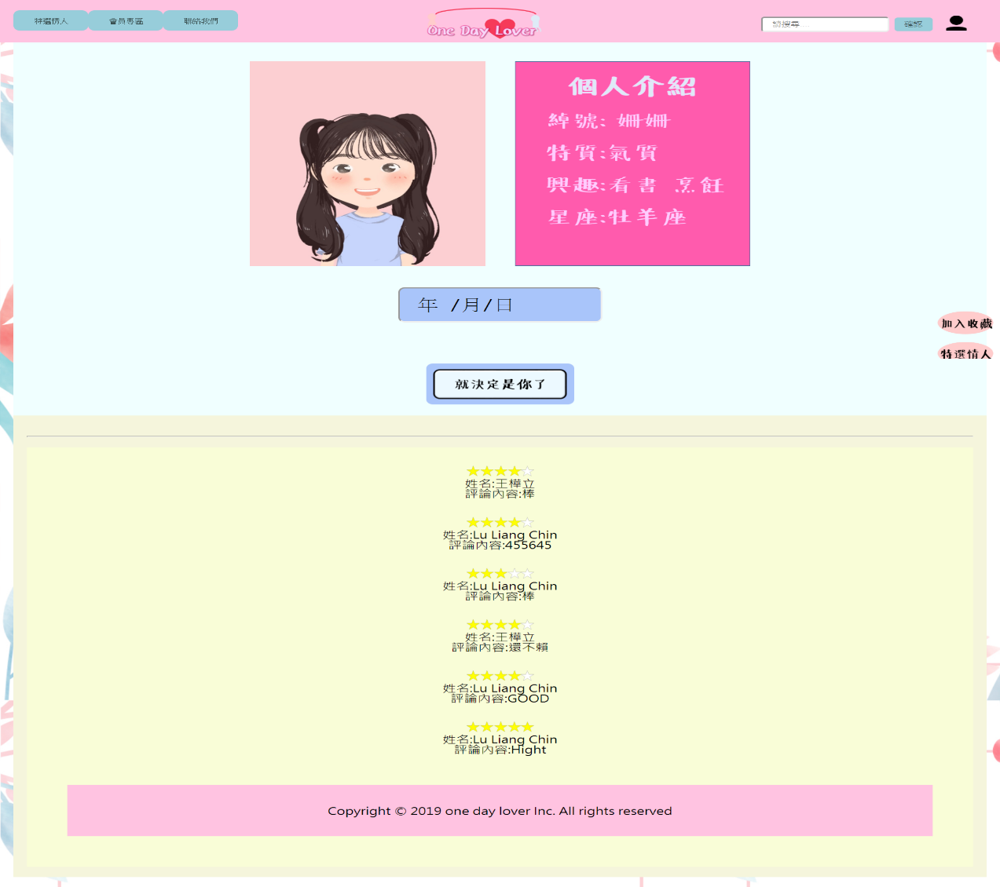 特選情人 會員專區 聯絡我們
One Day Lover
請搜尋.... 確認
個人介紹
綽號: 姍姍
特質:氣質
興趣:看書 烹飪
星座:牡羊座
年 /月/日
加入收藏
特選情人
就決定是你了
姓名:王樺立
評論內容:棒
姓名:Lu Liang Chin
評論內容:455645
姓名:Lu Liang Chin
評論內容:棒
姓名:王樺立
評論內容:還不賴
姓名:Lu Liang Chin
評論內容:GOOD
姓名:Lu Liang Chin
評論內容:Hight
Copyright © 2019 one day lover Inc. All rights reserved